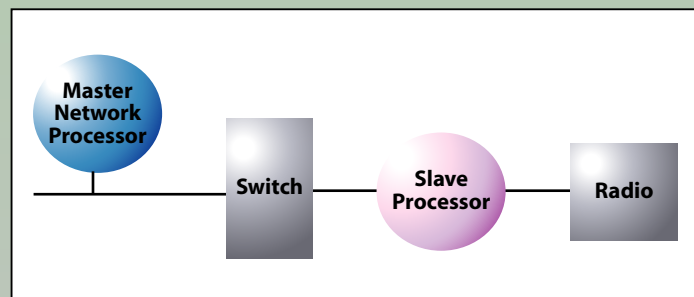 Master
Network
Processor
Switch
Slave
Processor
Radio